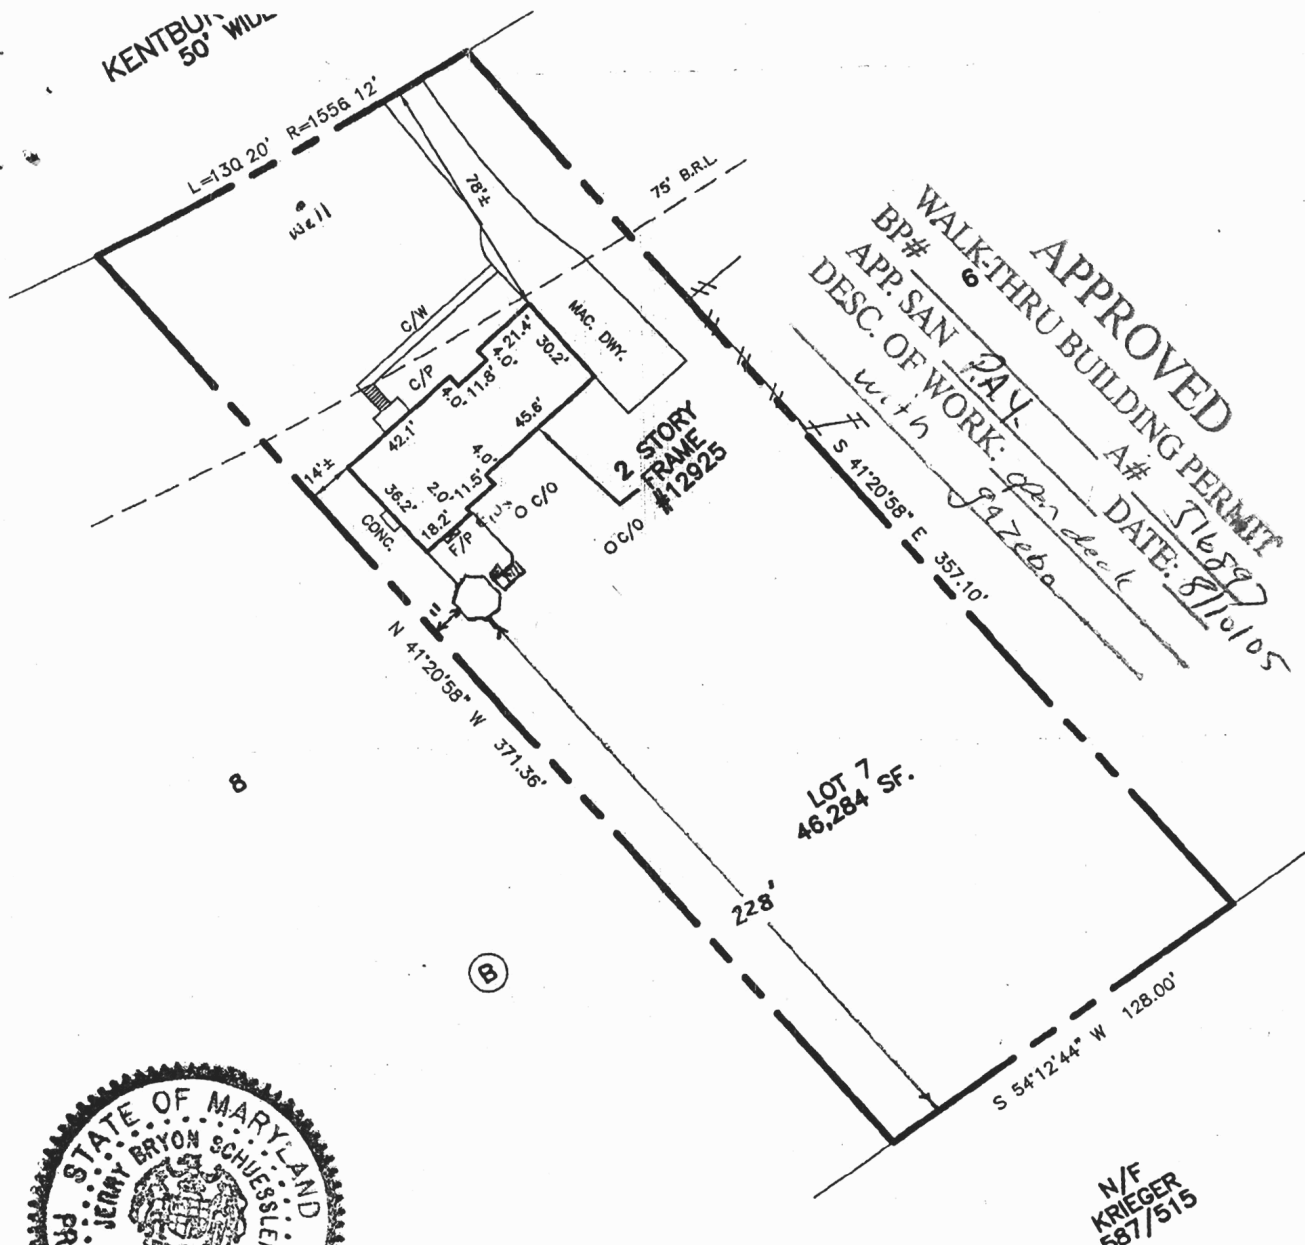 50' WIDE
L=130.20' R=1556.12'
well
78'±
75' B.R.L.
C/W
MAC. DWY.
C/P
21.4'
4.0'
11.8'
4.0'
30.2'
42.1'
45.6'
14'±
36.2'
4.0'
11.5'
2.0'
18.2'
CONC.
F/P
O C/O
O C/O
2 STORY
FRAME
#12925
11'
N 41°20'58" W 371.36'
S 41°20'58" E 357.10'
6
APPROVED
WALK-THRU BUILDING PERMIT
BP# A# 516897
APP. SAN P.A.Y. DATE: 8/10/05
DESC. OF WORK: open deck
with gazebo
LOT 7
46,284 SF.
8
228'
B
S 54°12'44" W 128.00'
STATE OF MARYLAND
JERRY BRYON SCHUESSLE
N/F
KRIEGER
587/515